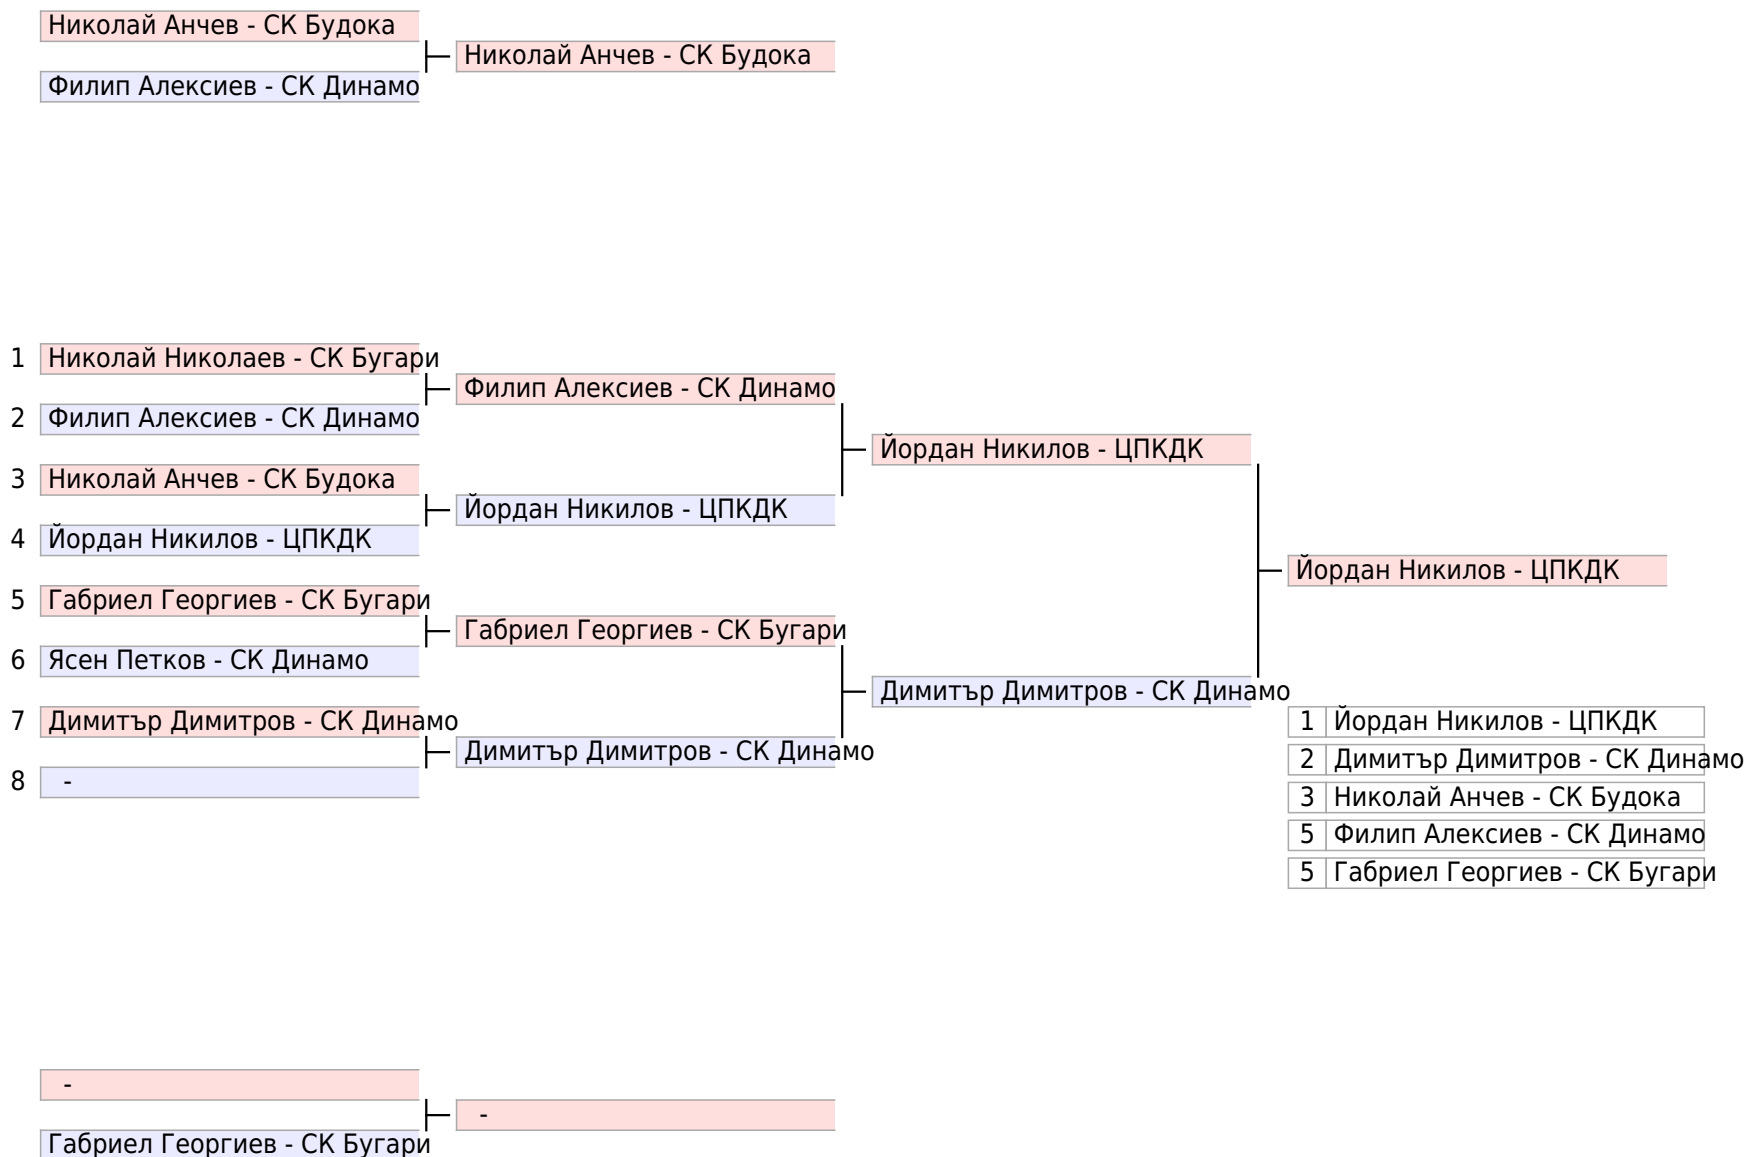 Николай Анчев - СК Будока
Николай Анчев - СК Будока
Филип Алексиев - СК Динамо
1 Николай Николаев - СК Бугари
Филип Алексиев - СК Динамо
2 Филип Алексиев - СК Динамо
Йордан Никилов - ЦПКДК
3 Николай Анчев - СК Будока
Йордан Никилов - ЦПКДК
4 Йордан Никилов - ЦПКДК
Йордан Никилов - ЦПКДК
5 Габриел Георгиев - СК Бугари
Габриел Георгиев - СК Бугари
6 Ясен Петков - СК Динамо
Димитър Димитров - СК Динамо
7 Димитър Димитров - СК Динамо
Димитър Димитров - СК Динамо
8 -
1 Йордан Никилов - ЦПКДК
2 Димитър Димитров - СК Динамо
3 Николай Анчев - СК Будока
5 Филип Алексиев - СК Динамо
5 Габриел Георгиев - СК Бугари
-
-
Габриел Георгиев - СК Бугари